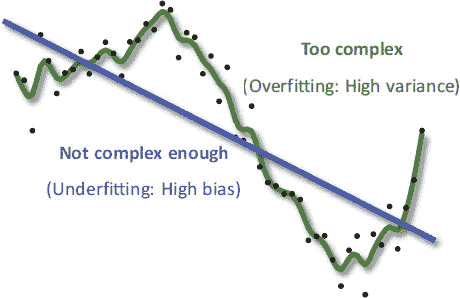 Too complex
(Overfitting: High variance)
Not complex enough
(Underfitting: High bias)